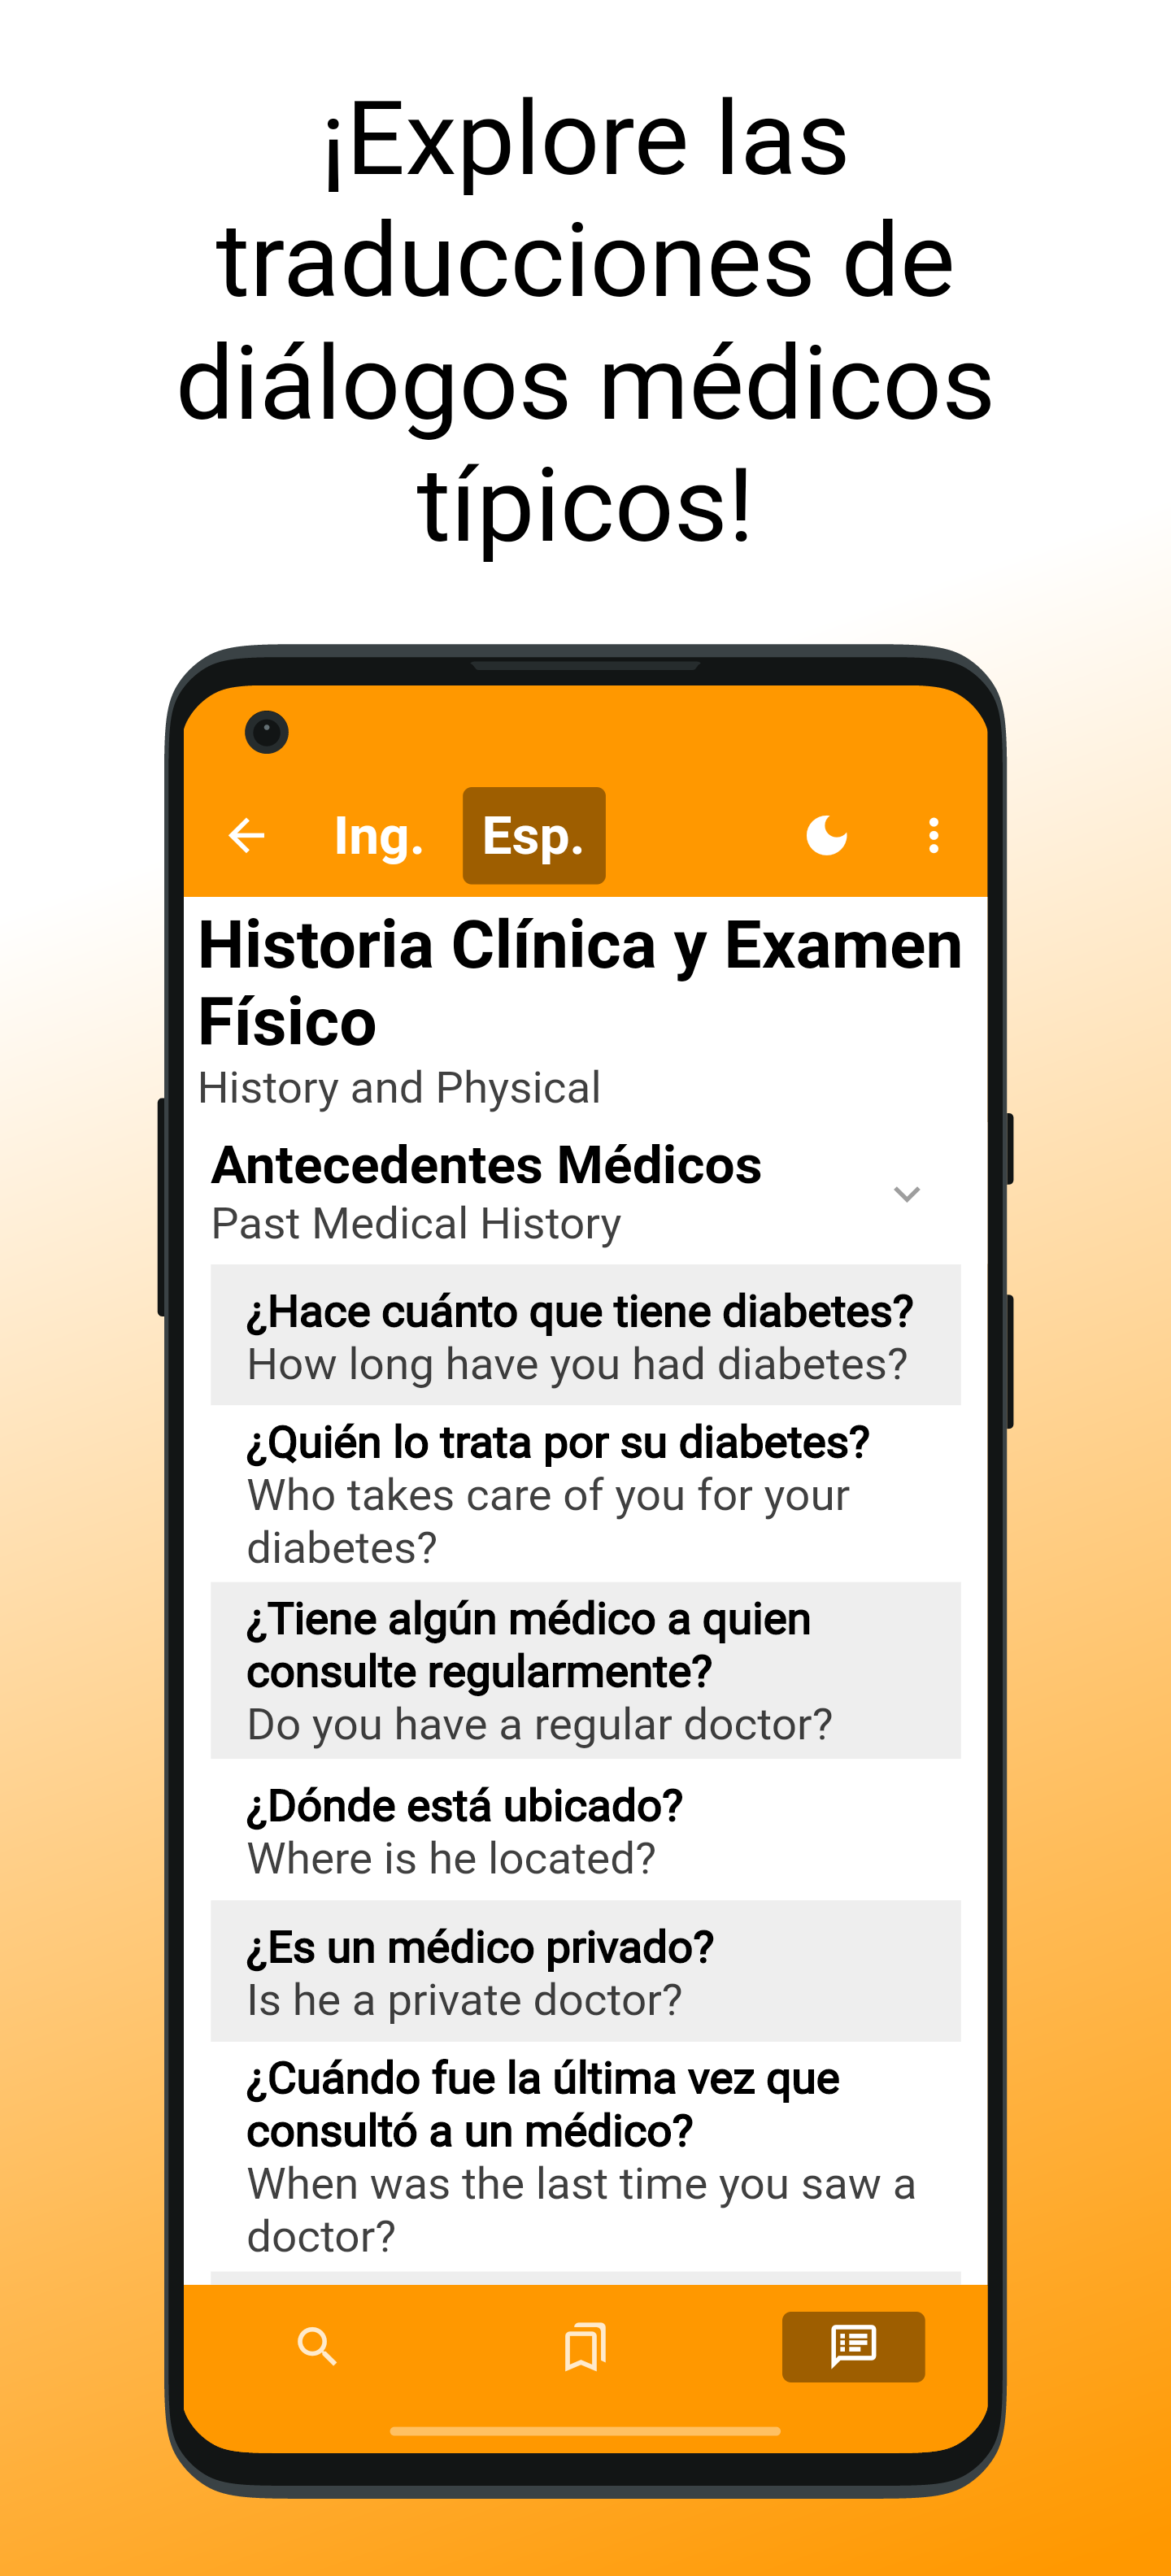 ¡Explore las
traducciones de
diálogos médicos
típicos!
Ing. Esp.
Historia Clínica y Examen
Físico
History and Physical
Antecedentes Médicos
Past Medical History
¿Hace cuánto que tiene diabetes?
How long have you had diabetes?
¿Quién lo trata por su diabetes?
Who takes care of you for your
diabetes?
¿Tiene algún médico a quien
consulte regularmente?
Do you have a regular doctor?
¿Dónde está ubicado?
Where is he located?
¿Es un médico privado?
Is he a private doctor?
¿Cuándo fue la última vez que
consultó a un médico?
When was the last time you saw a
doctor?